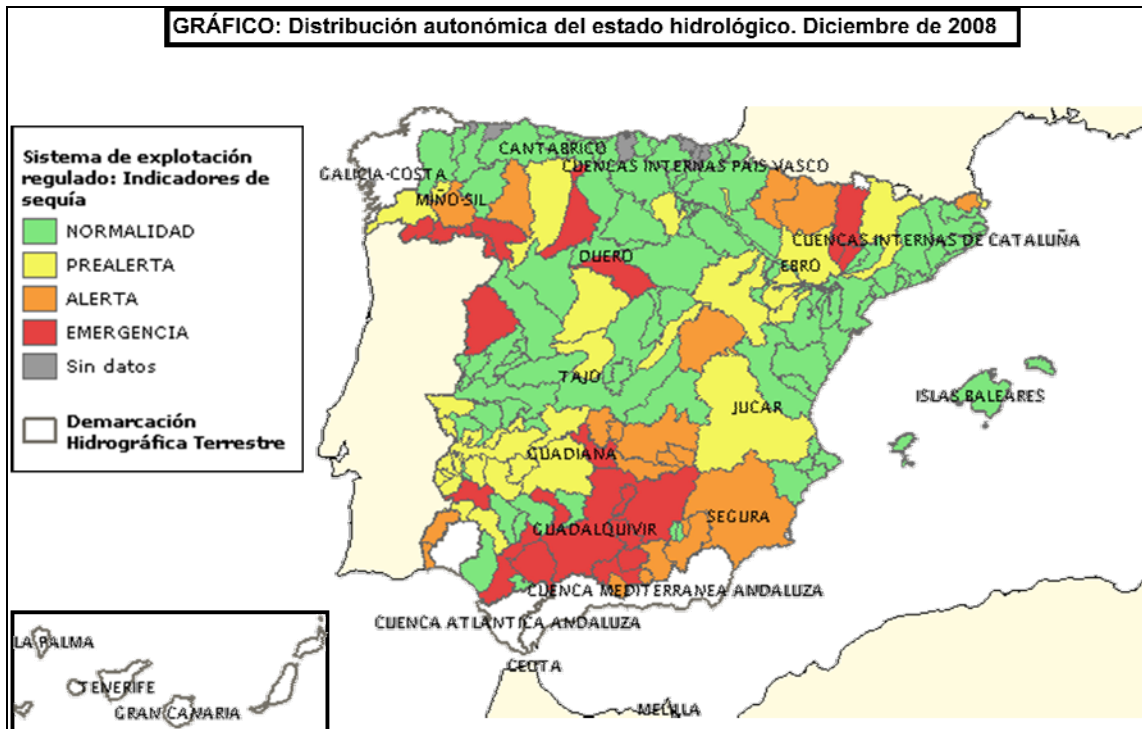 GRÁFICO: Distribución autonómica del estado hidrológico. Diciembre de 2008
Sistema de explotación
regulado: Indicadores de
sequía
NORMALIDAD
PREALERTA
ALERTA
EMERGENCIA
Sin datos
Demarcación
Hidrográfica Terrestre
CANTABRICO
CUENCAS INTERNAS PAIS VASCO
GALICIA-COSTA
MIÑO-SIL
CUENCAS INTERNAS DE CATALUÑA
DUERO
EBRO
TAJO
ISLAS BALEARES
JUCAR
GUADIANA
SEGURA
GUADALQUIVIR
CUENCA MEDITERRANEA ANDALUZA
CUENCA ATLANTICA ANDALUZA
CEUTA
MELILLA
LA PALMA
TENERIFE
GRAN CANARIA